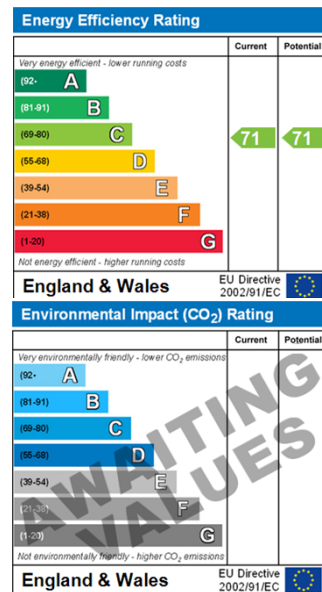 Energy Efficiency Rating
Current Potential
Very energy efficient - lower running costs
(92- A
(81-91) B
(69-80) C 71 71
(55-68) D
(39-54) E
(21-38) F
(1-20) G
Not energy efficient - higher running costs
England & Wales EU Directive 2002/91/EC
Environmental Impact (CO₂) Rating
Current Potential
Very environmentally friendly - lower CO₂ emissions
(92- A
(81-91) B
(69-80) C
(55-68) D
(39-54) E
(21-38) F
(1-20) G
AWAITING
VALUES
Not environmentally friendly - higher CO₂ emissions
England & Wales EU Directive 2002/91/EC